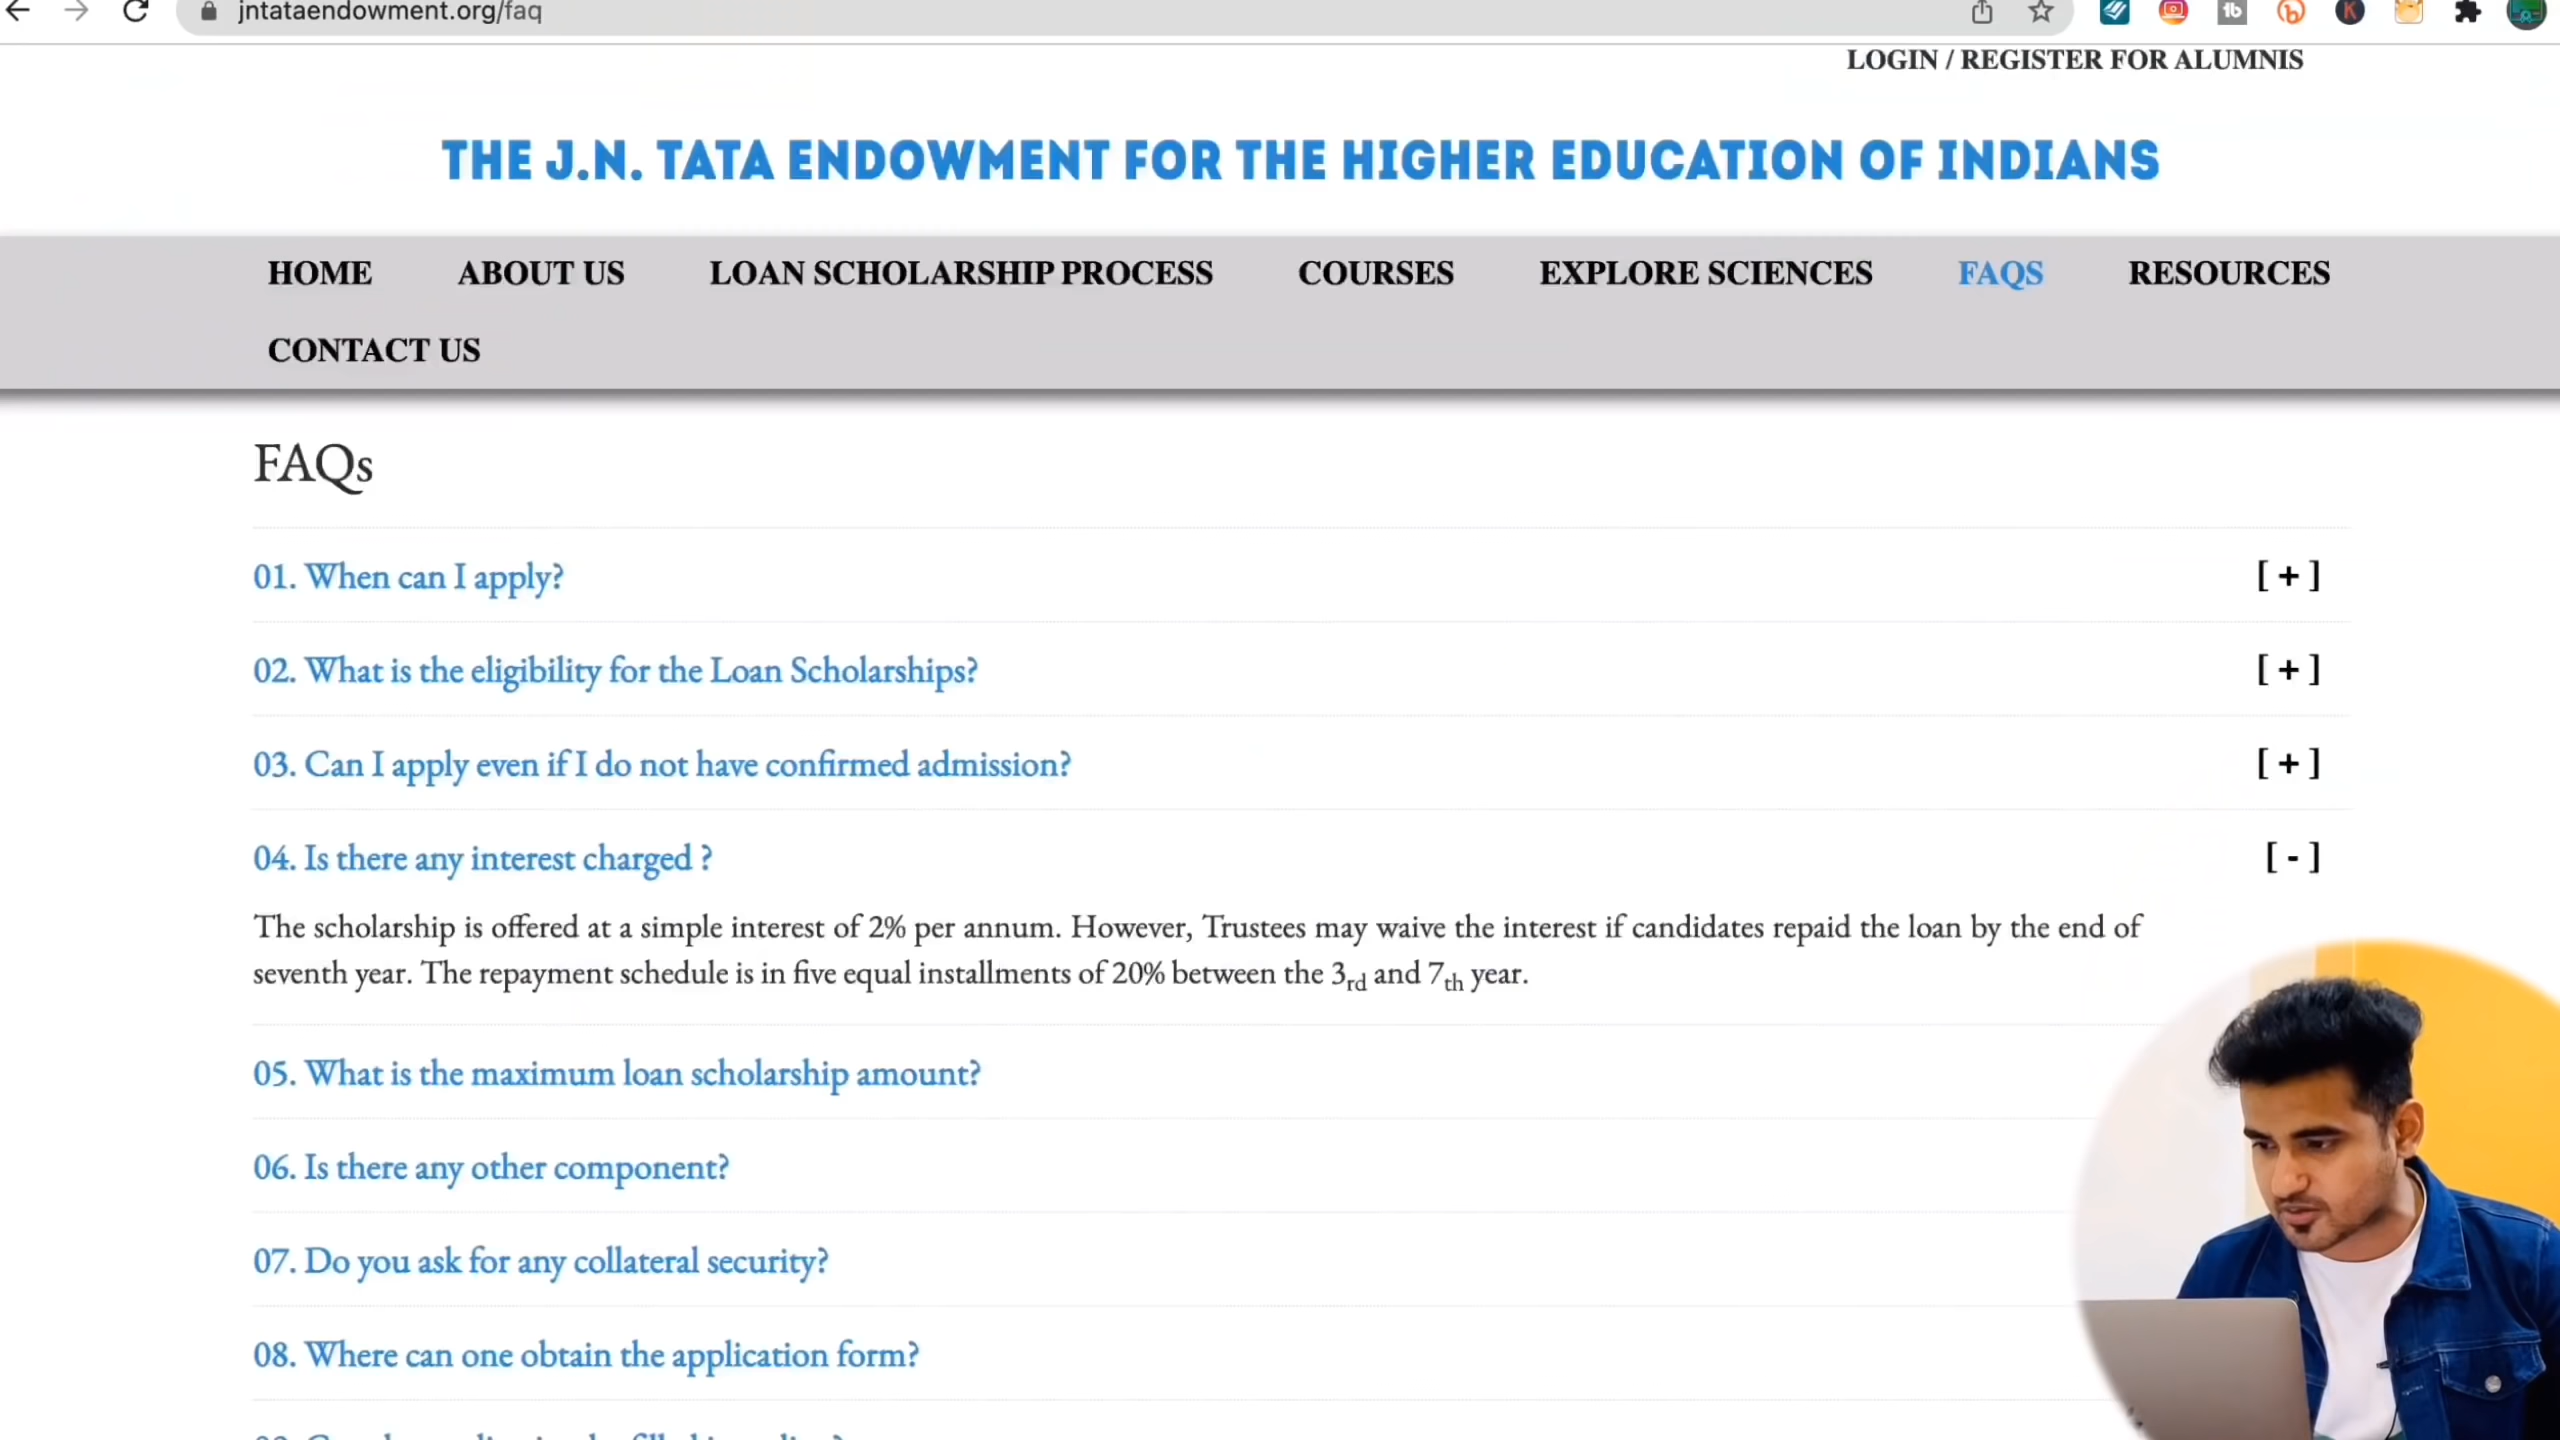 jntataendowment.org/faq
LOGIN / REGISTER FOR ALUMNIS
THE J.N. TATA ENDOWMENT FOR THE HIGHER EDUCATION OF INDIANS
HOME ABOUT US LOAN SCHOLARSHIP PROCESS COURSES EXPLORE SCIENCES FAQS RESOURCES
CONTACT US
FAQs
01. When can I apply? [ + ]
02. What is the eligibility for the Loan Scholarships? [ + ]
03. Can I apply even if I do not have confirmed admission? [ + ]
04. Is there any interest charged ? [ - ]
The scholarship is offered at a simple interest of 2% per annum. However, Trustees may waive the interest if candidates repaid the loan by the end of
seventh year. The repayment schedule is in five equal installments of 20% between the 3rd and 7th year.
05. What is the maximum loan scholarship amount?
06. Is there any other component?
07. Do you ask for any collateral security?
08. Where can one obtain the application form?